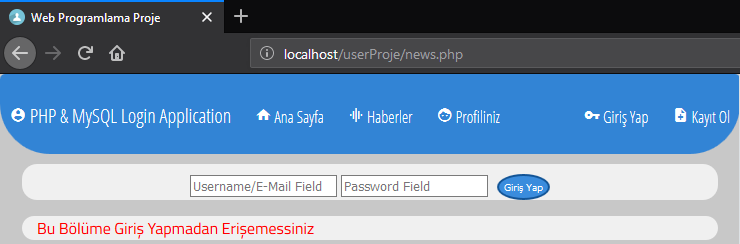 Web Programlama Proje
localhost/userProje/news.php
PHP & MySQL Login Application Ana Sayfa Haberler Profiliniz Giriş Yap Kayıt Ol
Username/E-Mail Field Password Field Giriş Yap
Bu Bölüme Giriş Yapmadan Erişemessiniz